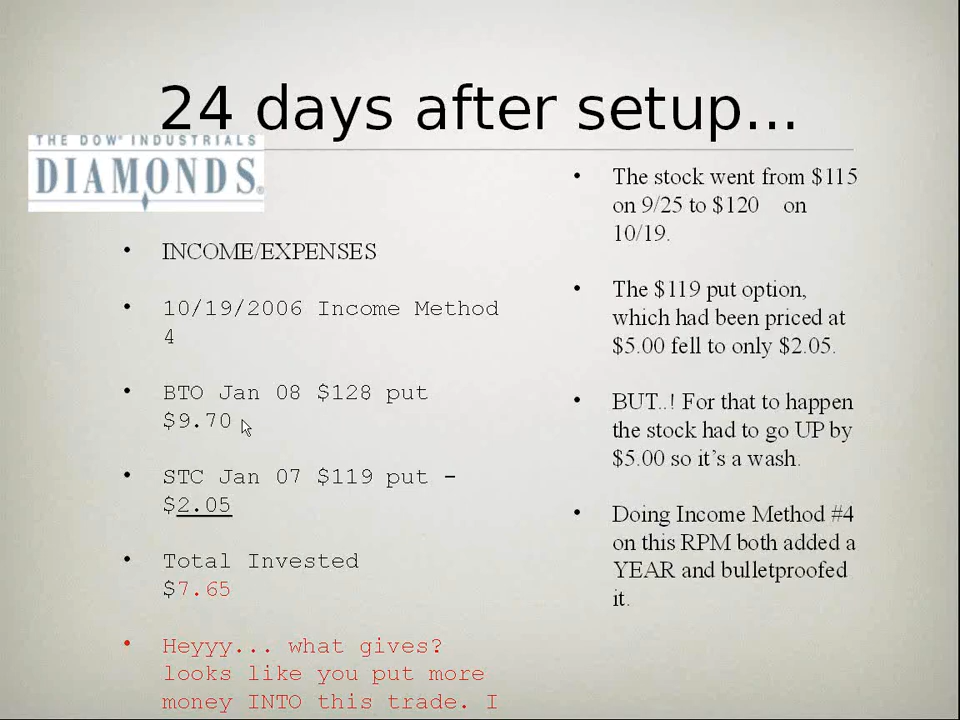 24 days after setup...
THE DOW INDUSTRIALS
DIAMONDS®
• INCOME/EXPENSES
• 10/19/2006 Income Method
4
• BTO Jan 08 $128 put
$9.70
• STC Jan 07 $119 put -
$2.05
• Total Invested
$7.65
• Heyyy... what gives?
looks like you put more
money INTO this trade. I
• The stock went from $115
on 9/25 to $120 on
10/19.
• The $119 put option,
which had been priced at
$5.00 fell to only $2.05.
• BUT..! For that to happen
the stock had to go UP by
$5.00 so it’s a wash.
• Doing Income Method #4
on this RPM both added a
YEAR and bulletproofed
it.